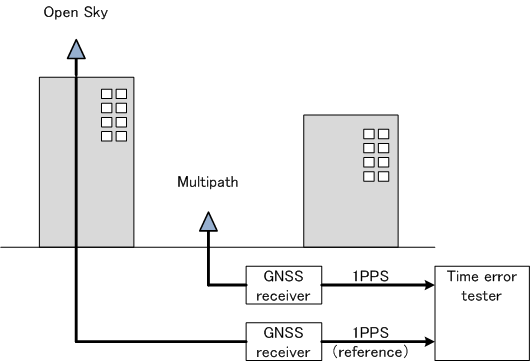 Open Sky
Multipath
GNSS
receiver
1PPS
Time error
tester
GNSS
receiver
1PPS
(reference)